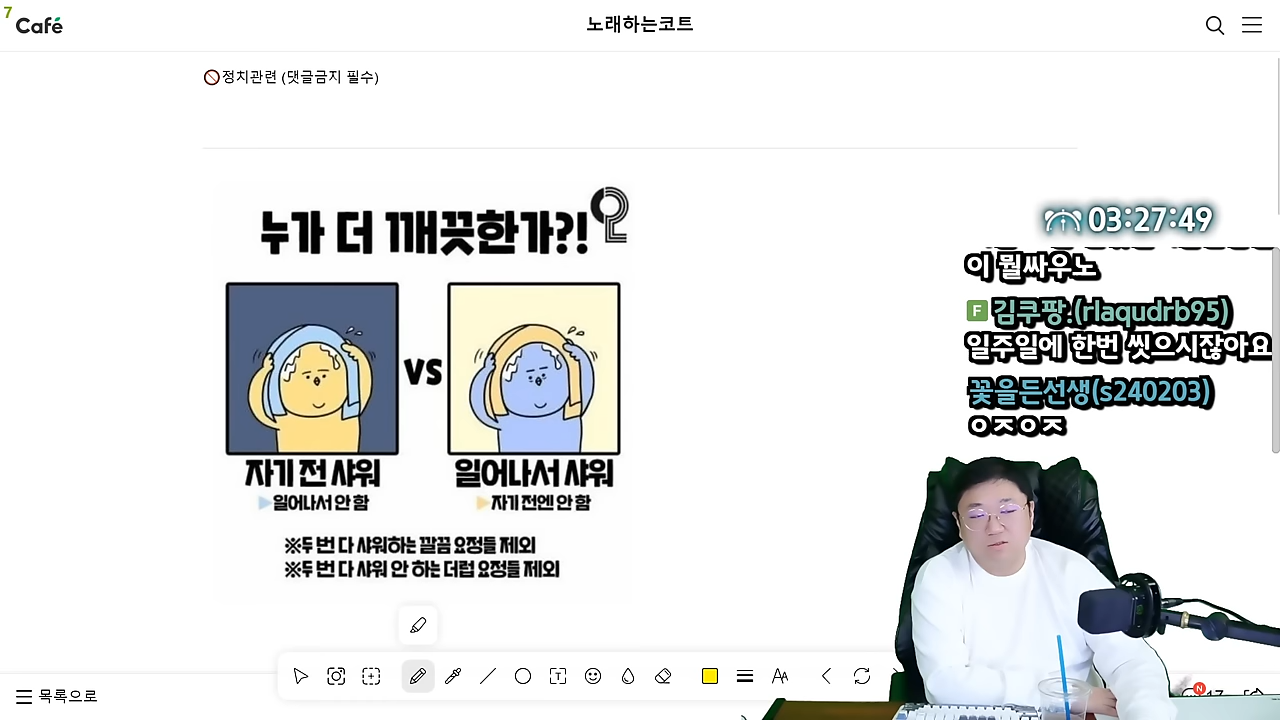 7
Café
노래하는코트
🚫정치관련 (댓글금지 필수)
누가 더 깨끗한가?!
VS
자기 전 샤워
▶일어나서 안 함
일어나서 샤워
▶자기 전엔 안 함
※두 번 다 샤워하는 깔끔 요정들 제외
※두 번 다 샤워 안 하는 더럽 요정들 제외
03:27:49
이 뭘싸우노
F 김쿠팡.(rlaqudrb95)
일주일에 한번 씻으시잖아요
꽃을든선생(s240203)
ㅇㅈㅇㅈ
목록으로
N